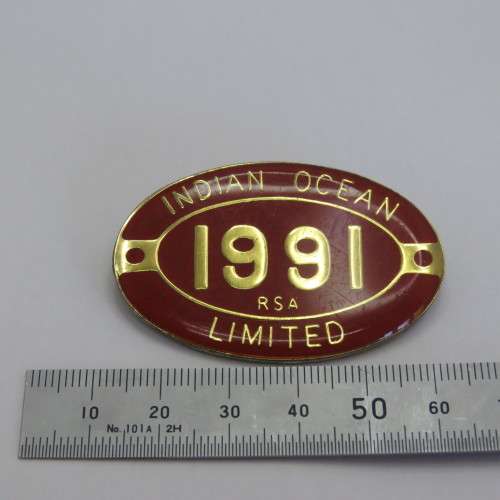 INDIAN OCEAN
1991
RSA
LIMITED
10 20 30 40 50 60
No. 101A 2H